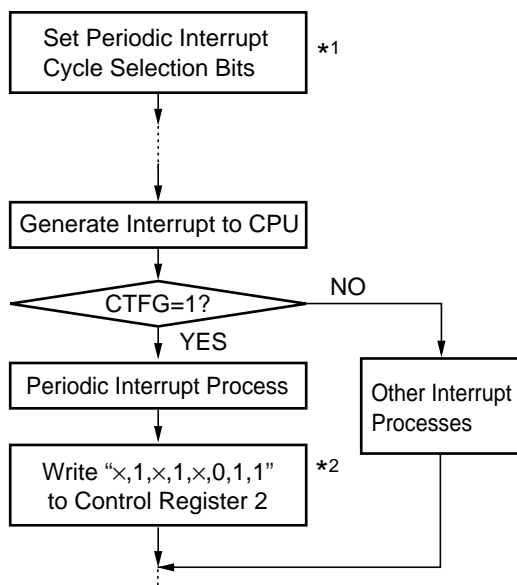 Set Periodic Interrupt
Cycle Selection Bits
*1
Generate Interrupt to CPU
CTFG=1?
NO
YES
Periodic Interrupt Process
Other Interrupt
Processes
Write “×,1,×,1,×,0,1,1”
to Control Register 2
*2